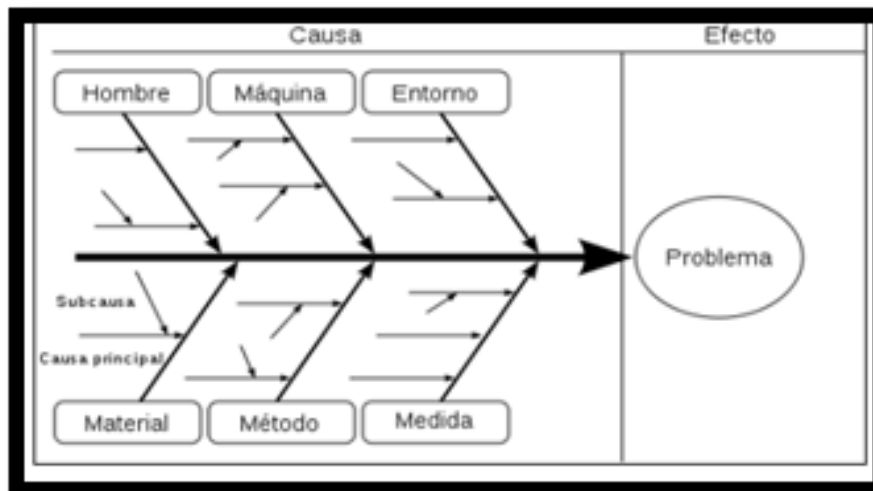 Causa
Efecto
Hombre
Máquina
Entorno
Problema
Subcausa
Causa principal
Material
Método
Medida